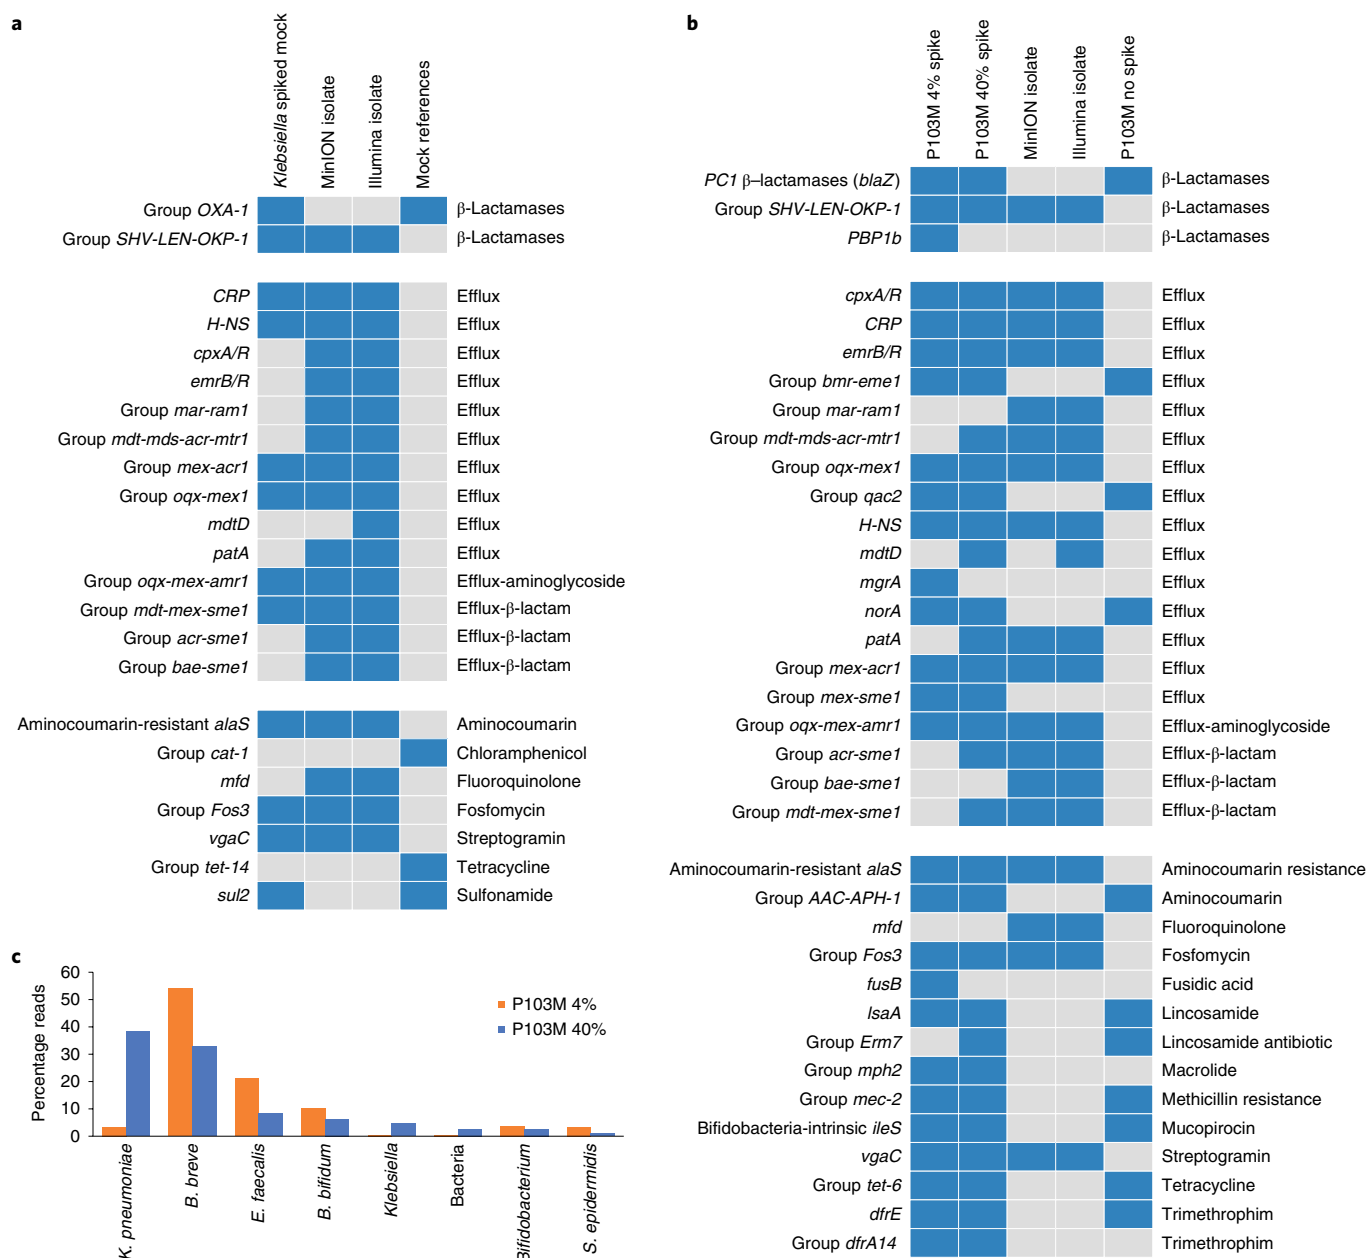 a
Klebsiella spiked mock
MinION isolate
Illumina isolate
Mock references
Group OXA-1 β-Lactamases
Group SHV-LEN-OKP-1 β-Lactamases
CRP Efflux
H-NS Efflux
cpxA/R Efflux
emrB/R Efflux
Group mar-ram1 Efflux
Group mdt-mds-acr-mtr1 Efflux
Group mex-acr1 Efflux
Group oqx-mex1 Efflux
mdtD Efflux
patA Efflux
Group oqx-mex-amr1 Efflux-aminoglycoside
Group mdt-mex-sme1 Efflux-β-lactam
Group acr-sme1 Efflux-β-lactam
Group bae-sme1 Efflux-β-lactam
Aminocoumarin-resistant alaS Aminocoumarin
Group cat-1 Chloramphenicol
mfd Fluoroquinolone
Group Fos3 Fosfomycin
vgaC Streptogramin
Group tet-14 Tetracycline
sul2 Sulfonamide
b
P103M 4% spike
P103M 40% spike
MinION isolate
Illumina isolate
P103M no spike
PC1 β–lactamases (blaZ) β-Lactamases
Group SHV-LEN-OKP-1 β-Lactamases
PBP1b β-Lactamases
cpxA/R Efflux
CRP Efflux
emrB/R Efflux
Group bmr-eme1 Efflux
Group mar-ram1 Efflux
Group mdt-mds-acr-mtr1 Efflux
Group oqx-mex1 Efflux
Group qac2 Efflux
H-NS Efflux
mdtD Efflux
mgrA Efflux
norA Efflux
patA Efflux
Group mex-acr1 Efflux
Group mex-sme1 Efflux
Group oqx-mex-amr1 Efflux-aminoglycoside
Group acr-sme1 Efflux-β-lactam
Group bae-sme1 Efflux-β-lactam
Group mdt-mex-sme1 Efflux-β-lactam
Aminocoumarin-resistant alaS Aminocoumarin resistance
Group AAC-APH-1 Aminocoumarin
mfd Fluoroquinolone
Group Fos3 Fosfomycin
fusB Fusidic acid
lsaA Lincosamide
Group Erm7 Lincosamide antibiotic
Group mph2 Macrolide
Group mec-2 Methicillin resistance
Bifidobacteria-intrinsic ileS Mucopirocin
vgaC Streptogramin
Group tet-6 Tetracycline
dfrE Trimethrophim
Group dfrA14 Trimethrophim
c
Percentage reads
60
50
40
30
20
10
0
P103M 4%
P103M 40%
K. pneumoniae
B. breve
E. faecalis
B. bifidum
Klebsiella
Bacteria
Bifidobacterium
S. epidermidis